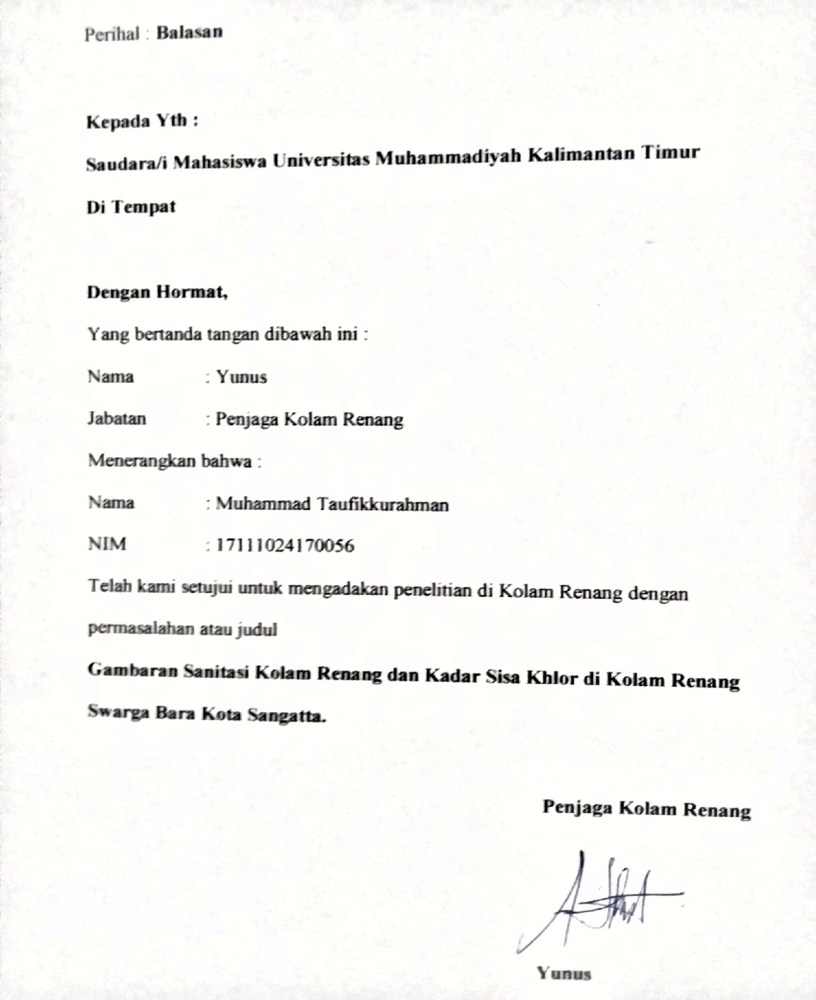 Perihal : Balasan
Kepada Yth :
Saudara/i Mahasiswa Universitas Muhammadiyah Kalimantan Timur
Di Tempat
Dengan Hormat,
Yang bertanda tangan dibawah ini :
Nama : Yunus
Jabatan : Penjaga Kolam Renang
Menerangkan bahwa :
Nama : Muhammad Taufikkurahman
NIM : 17111024170056
Telah kami setujui untuk mengadakan penelitian di Kolam Renang dengan
permasalahan atau judul
Gambaran Sanitasi Kolam Renang dan Kadar Sisa Khlor di Kolam Renang
Swarga Bara Kota Sangatta.
Penjaga Kolam Renang
Yunus